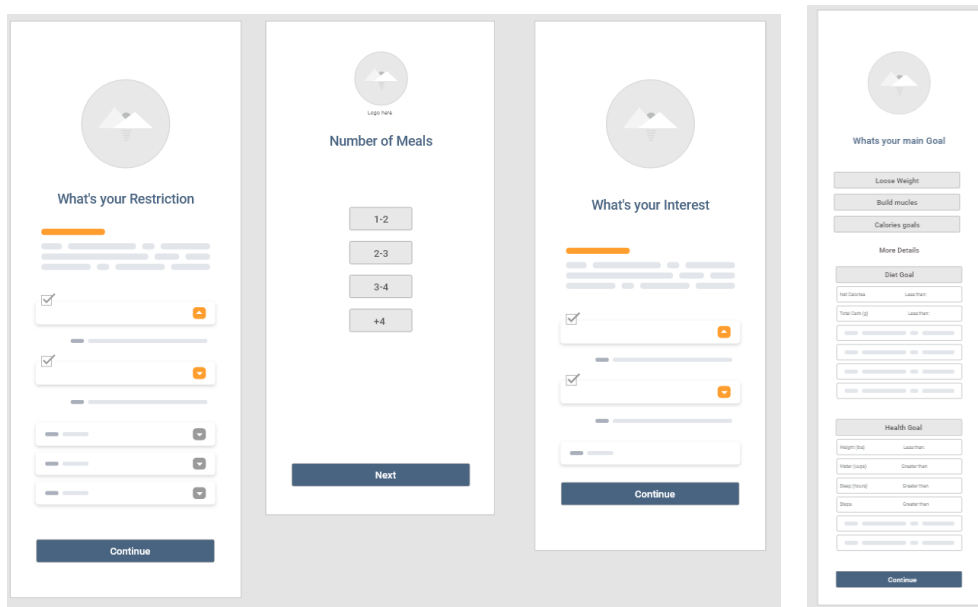 What's your Restriction
Continue
Logo here
Number of Meals
1-2
2-3
3-4
+4
Next
What's your Interest
Continue
Whats your main Goal
Loose Weight
Build mucles
Calories goals
More Details
Diet Goal
Net Calories Less than:
Total Carb (g) Less than:
Health Goal
Weight (lbs) Less than:
Water (cups) Greater than
Sleep (hours) Greater than
Steps Greater than
Continue